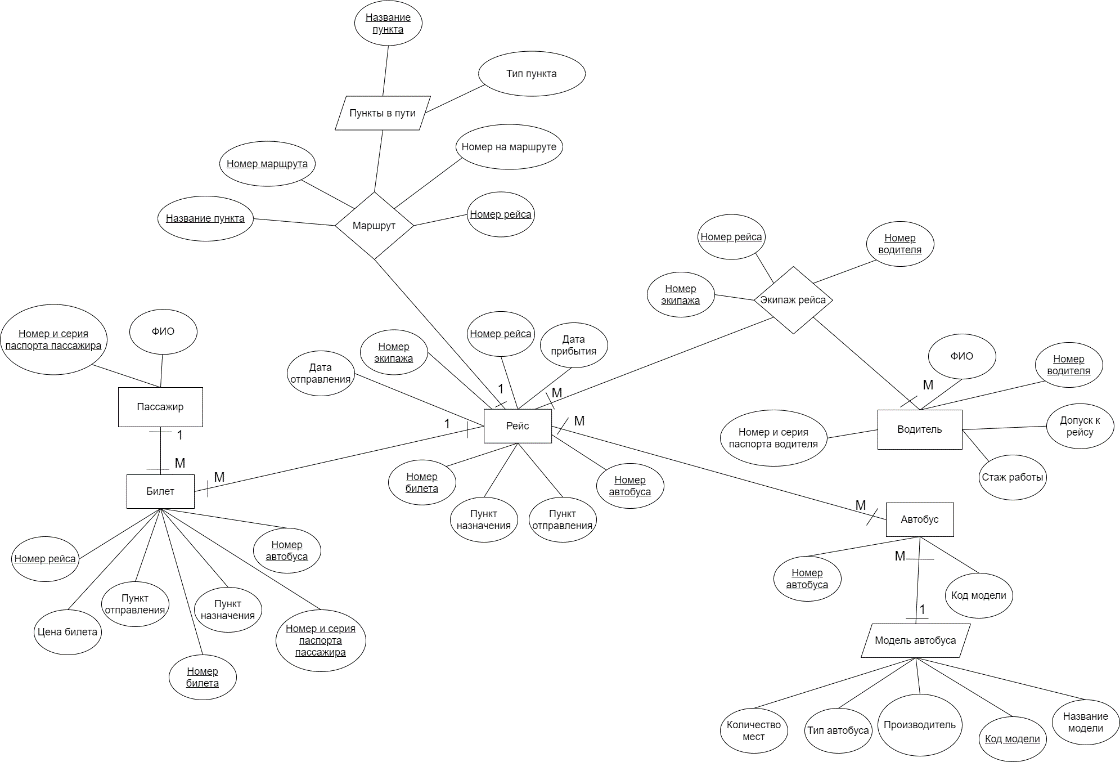 Название
пункта
Тип пункта
Пункты в пути
Номер на маршруте
Номер маршрута
Название пункта
Номер рейса
Маршрут
Номер рейса
Номер
водителя
Номер
экипажа
Экипаж рейса
Номер и серия
паспорта пассажира
ФИО
Номер
экипажа
Номер рейса
Дата
прибытия
Дата
отправления
ФИО
Номер
водителя
Пассажир
1
М
М
1
Рейс
М
Номер и серия
паспорта водителя
Водитель
Допуск к
рейсу
1
М
М
Билет
Номер
билета
Номер
автобуса
Стаж работы
Пункт
назначения
Пункт
отправления
М
Автобус
Номер рейса
Номер
автобуса
М
Номер
автобуса
Код модели
Пункт
отправления
Пункт
назначения
Цена билета
Номер и серия
паспорта
пассажира
1
Модель автобуса
Номер
билета
Количество
мест
Тип автобуса
Производитель
Код модели
Название
модели